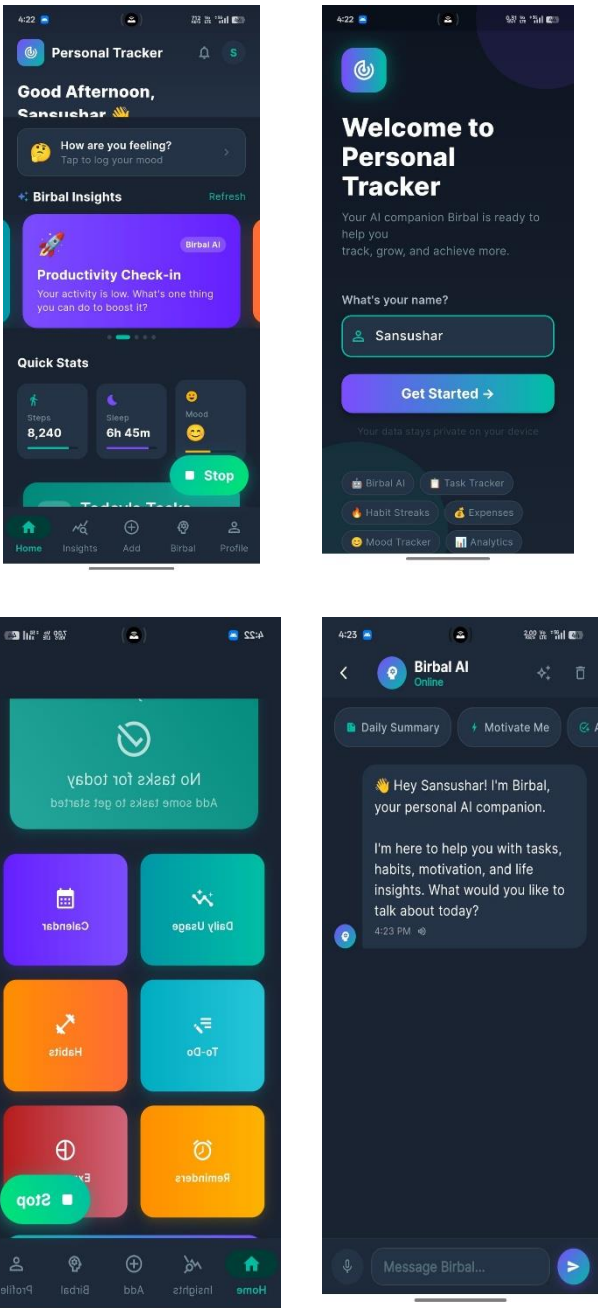 4:22
Personal Tracker
S
Good Afternoon,
Sansushar 👋
🤔 How are you feeling?
Tap to log your mood
Birbal Insights
Refresh
🚀
Birbal AI
Productivity Check-in
Your activity is low. What's one thing
you can do to boost it?
Quick Stats
Steps
8,240
Sleep
6h 45m
Mood
😊
Stop
Today's Tasks
Home
Insights
Add
Birbal
Profile
4:22
Welcome to
Personal
Tracker
Your AI companion Birbal is ready to
help you
track, grow, and achieve more.
What's your name?
Sansushar
Get Started →
Your data stays private on your device
🤖 Birbal AI
📋 Task Tracker
🔥 Habit Streaks
💰 Expenses
😊 Mood Tracker
📊 Analytics
4:22
No tasks for today
Add some tasks to get started
Calendar
Daily Usage
Habits
To-Do
Reminders
Stop
Profile
Birbal
Add
Insights
Home
4:23
Birbal AI
Online
Daily Summary
Motivate Me
👋 Hey Sansushar! I'm Birbal,
your personal AI companion.
I'm here to help you with tasks,
habits, motivation, and life
insights. What would you like to
talk about today?
4:23 PM
Message Birbal...